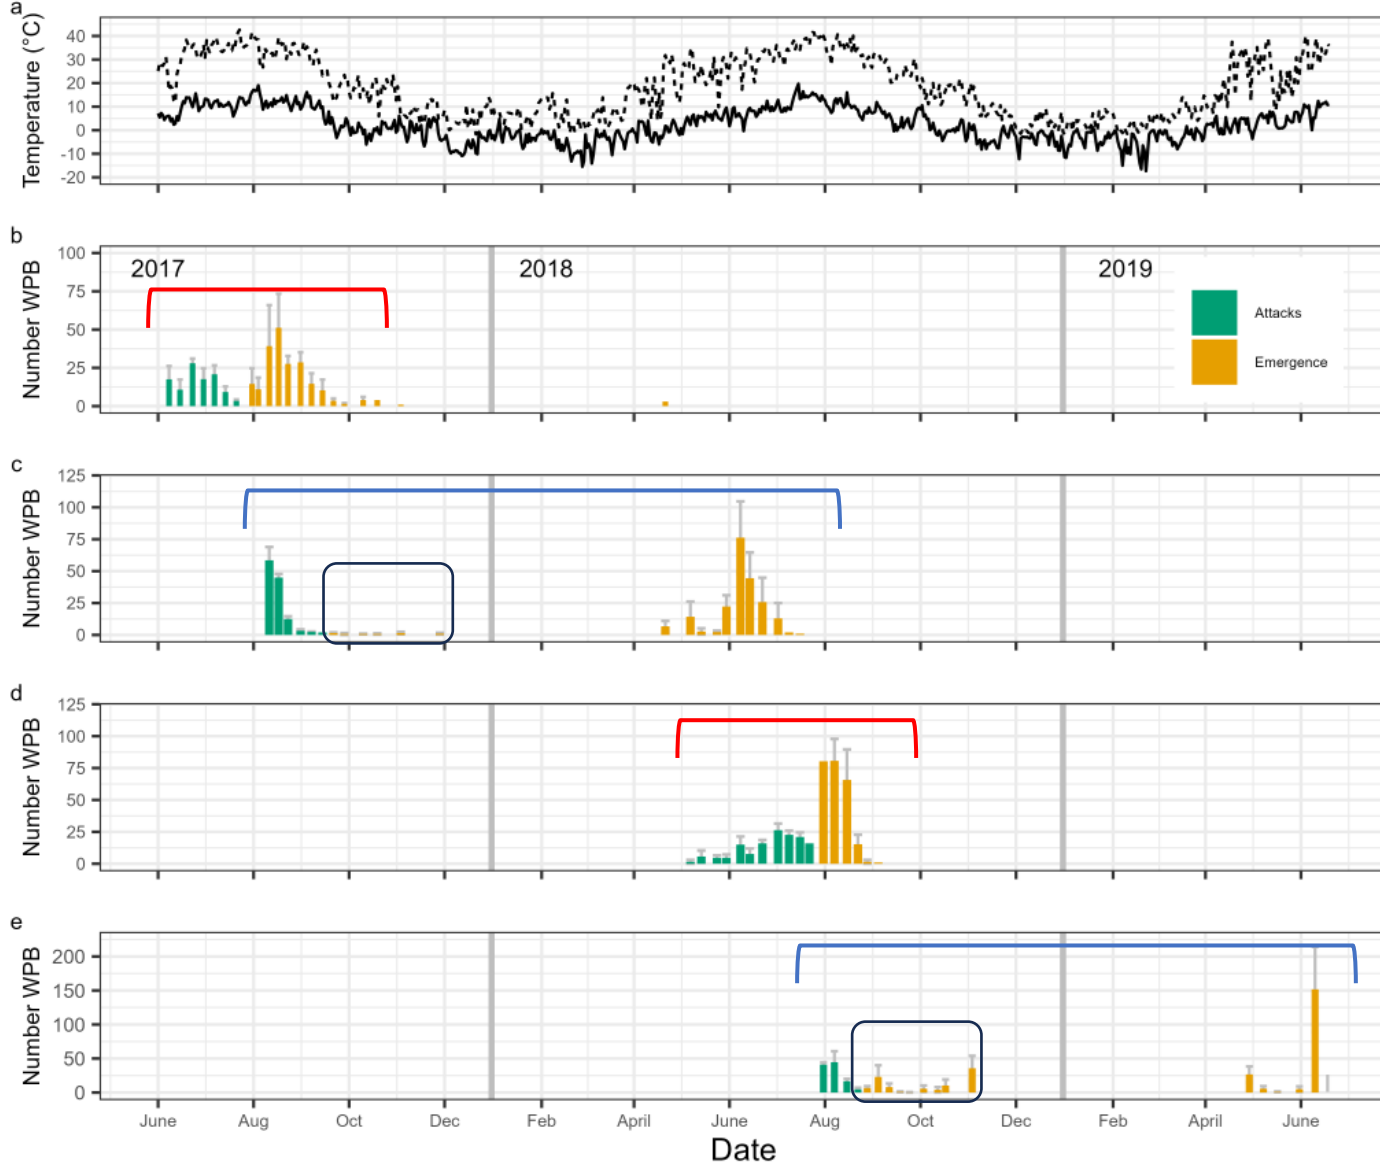 a
Temperature (°C)
40
30
20
10
0
-10
-20
b
Number WPB
100
75
50
25
0
2017
2018
2019
Attacks
Emergence
c
Number WPB
125
100
75
50
25
0
d
Number WPB
125
100
75
50
25
0
e
Number WPB
200
150
100
50
0
June Aug Oct Dec Feb April June Aug Oct Dec Feb April June
Date